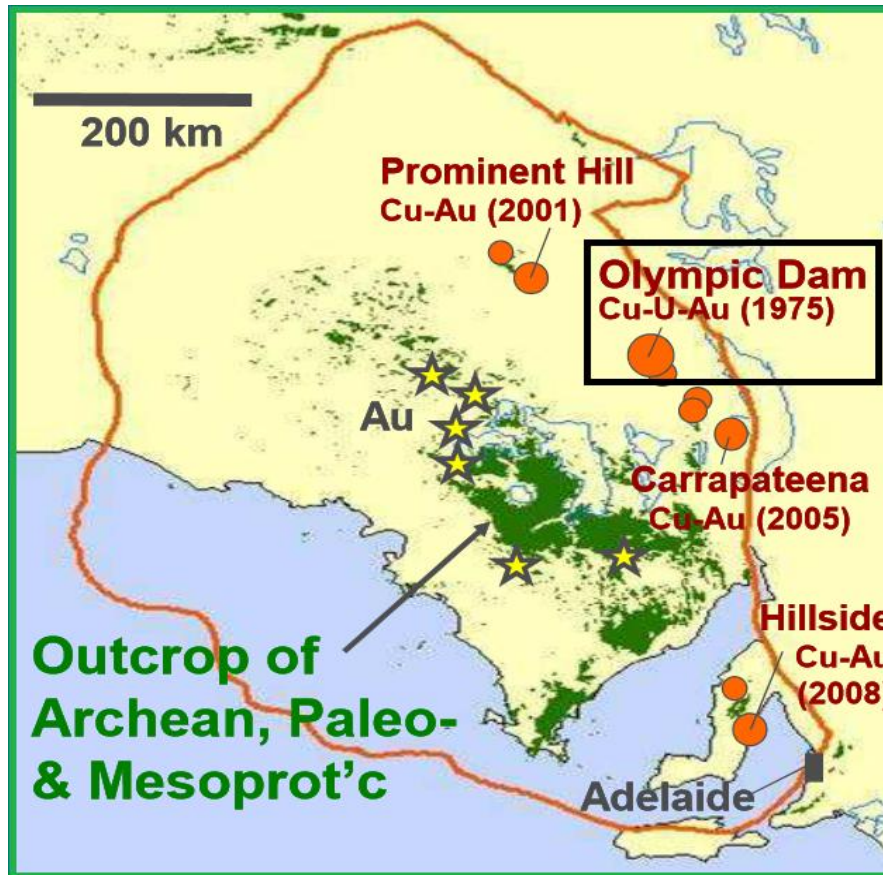 200 km
Prominent Hill
Cu-Au (2001)
Olympic Dam
Cu-U-Au (1975)
Au
Carrapateena
Cu-Au (2005)
Hillside
Cu-Au
(2008)
Outcrop of
Archean, Paleo-
& Mesoprot'c
Adelaide